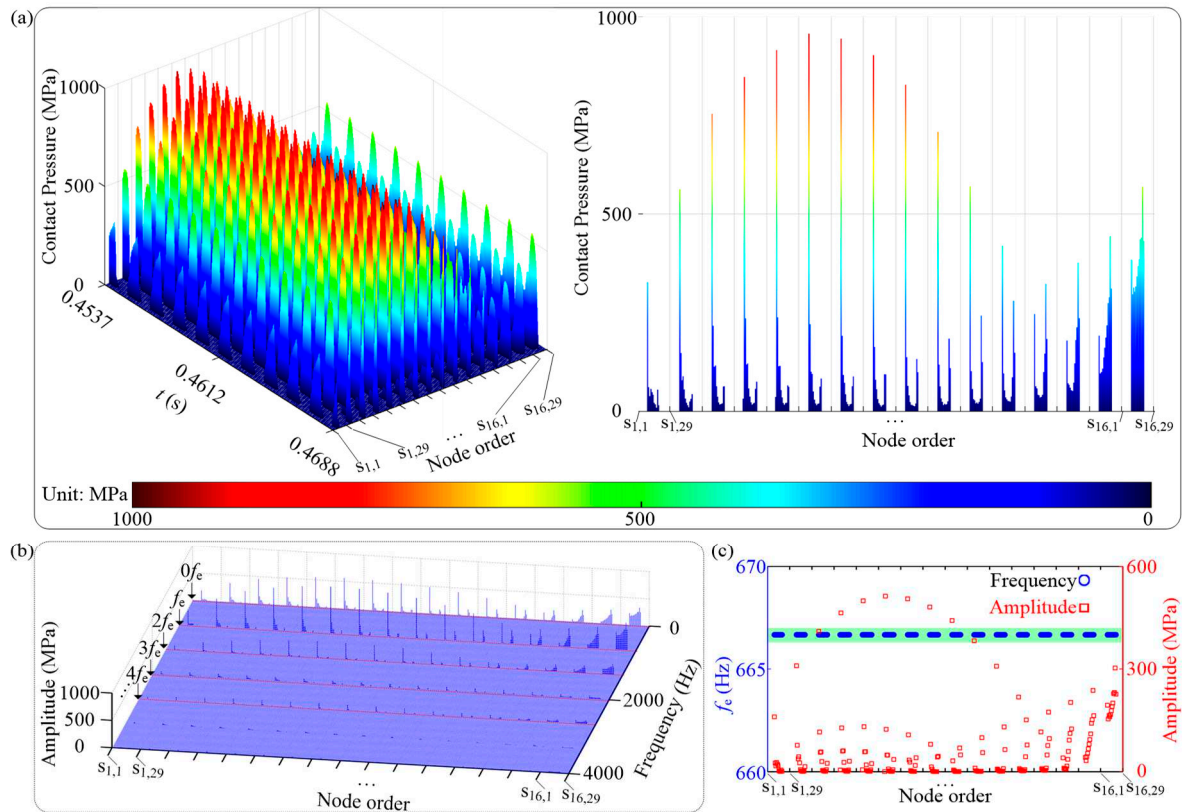 (a)
1000
500
0
Contact Pressure (MPa)
0.4537
0.4612
0.4688
t (s)
s1,1
s1,29
...
s16,1
s16,29
Node order
1000
500
0
Contact Pressure (MPa)
s1,1
s1,29
...
s16,1
s16,29
Node order
Unit: MPa
1000
500
0
(b)
0fe
fe
2fe
3fe
4fe
...
1000
500
0
Amplitude (MPa)
s1,1
s1,29
...
s16,1
s16,29
Node order
0
2000
4000
Frequency (Hz)
(c)
670
665
660
fe (Hz)
Frequency
Amplitude
600
300
0
Amplitude (MPa)
s1,1
s1,29
...
s16,1
s16,29
Node order